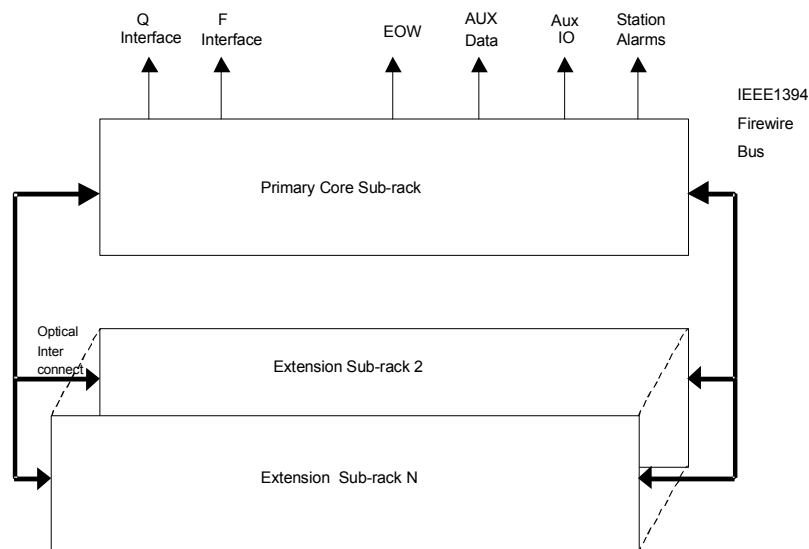 Q
Interface
F
Interface
EOW
AUX
Data
Aux
IO
Station
Alarms
IEEE1394
Firewire
Bus
Primary Core Sub-rack
Optical
Inter
connect
Extension Sub-rack 2
Extension Sub-rack N